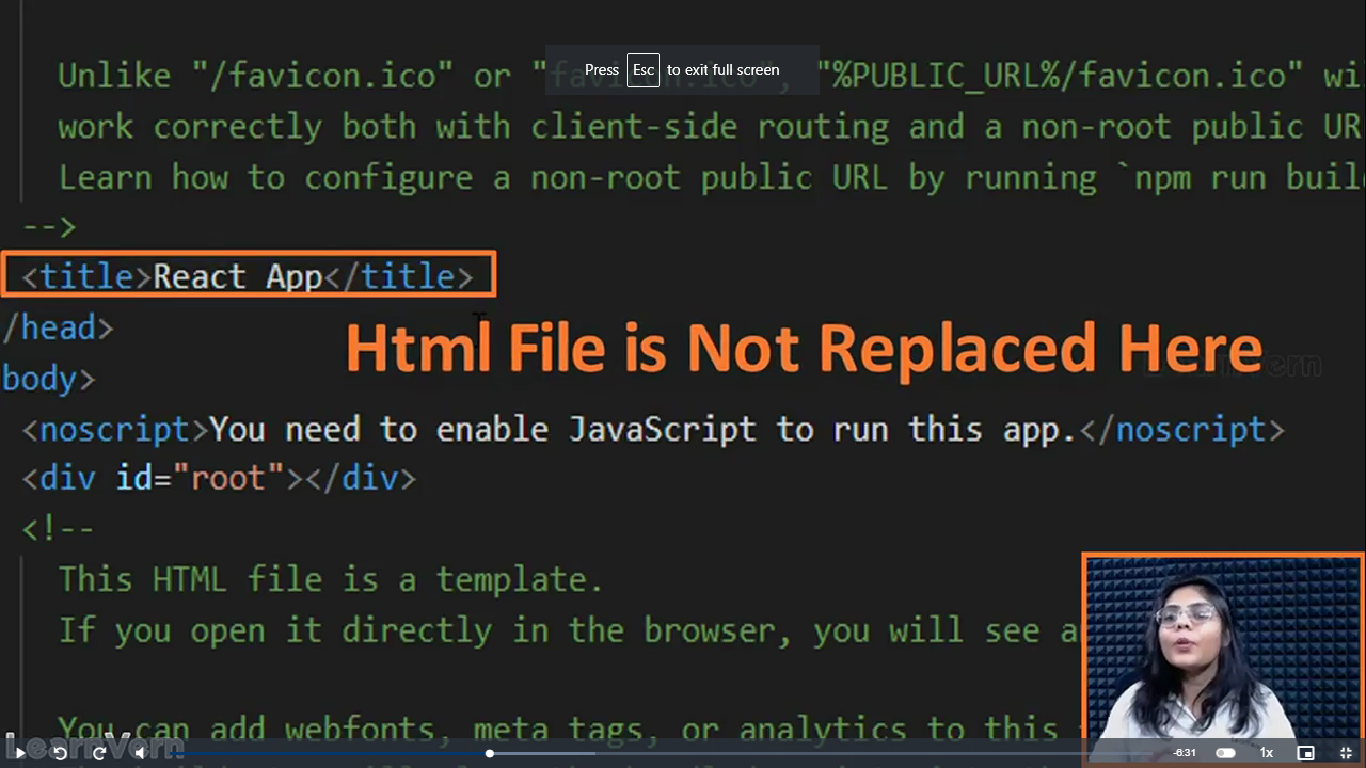 Unlike "/favicon.ico" or "favicon.ico", "%PUBLIC_URL%/favicon.ico" wi
Press Esc to exit full screen
work correctly both with client-side routing and a non-root public UR
Learn how to configure a non-root public URL by running `npm run buil
-->
<title>React App</title>
/head>
Html File is Not Replaced Here
body>
<noscript>You need to enable JavaScript to run this app.</noscript>
<div id="root"></div>
<!--
This HTML file is a template.
If you open it directly in the browser, you will see a
You can add webfonts, meta tags, or analytics to this
LearnVern
-6:31
1x